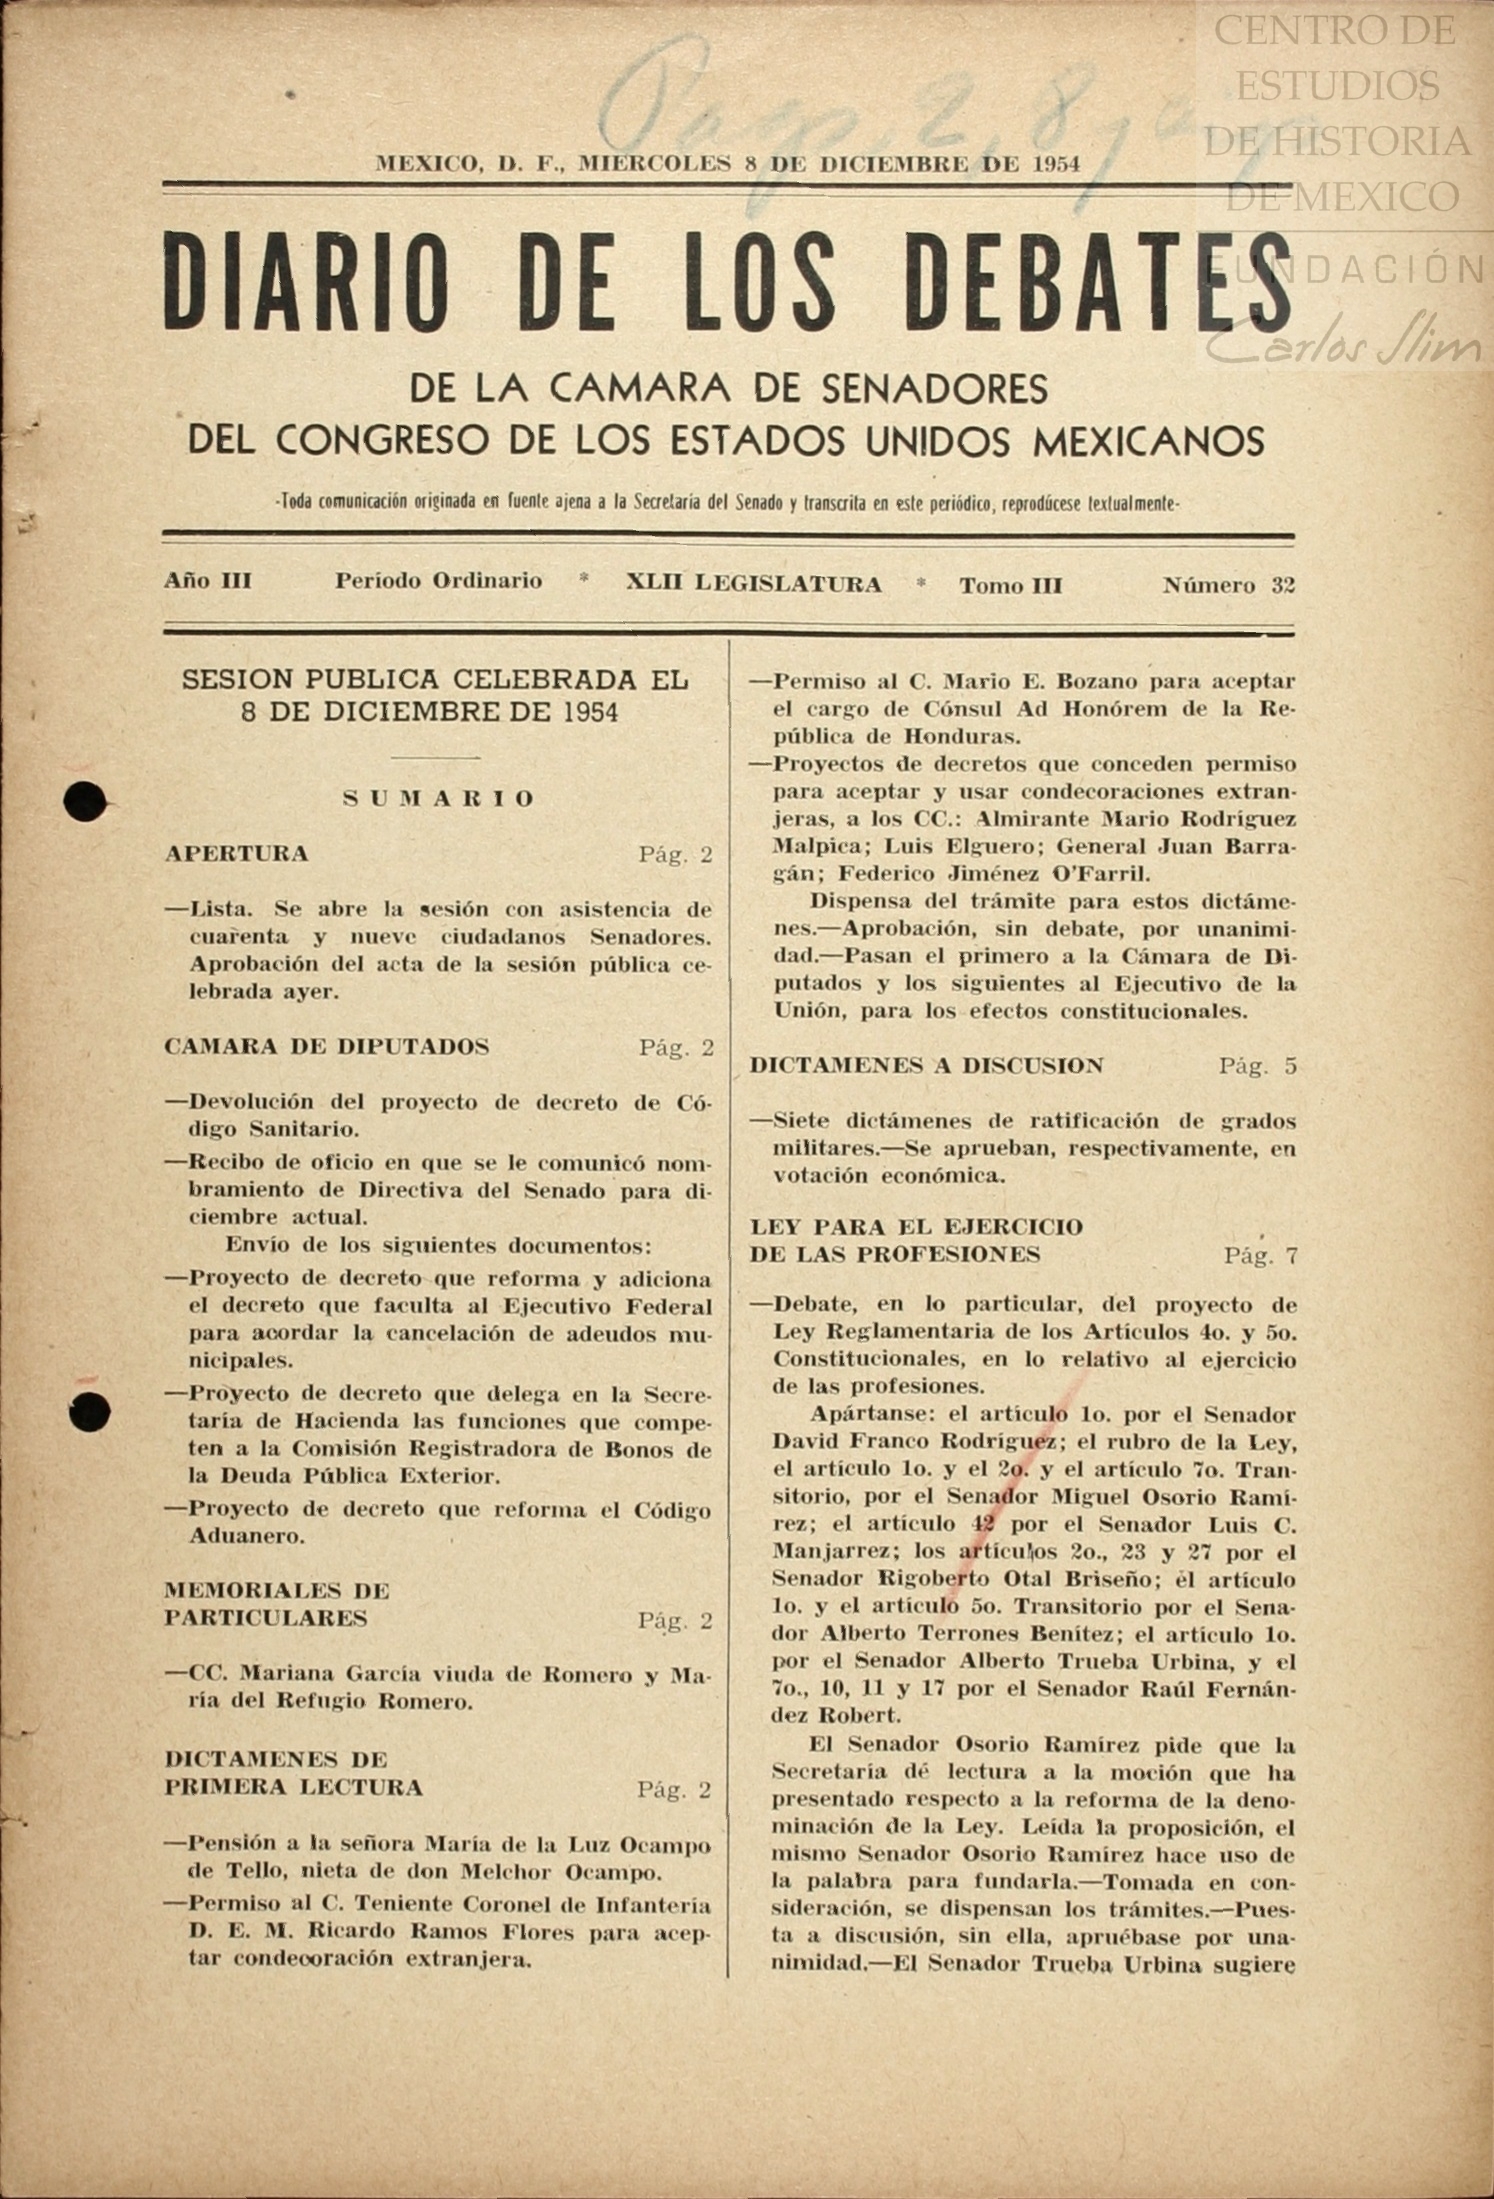 CENTRO DE
ESTUDIOS
DE HISTORIA
DE MEXICO
FUNDACIÓN
Carlos Slim
Pags. 2, 8 y
MEXICO, D. F., MIERCOLES 8 DE DICIEMBRE DE 1954
DIARIO DE LOS DEBATES
DE LA CAMARA DE SENADORES
DEL CONGRESO DE LOS ESTADOS UNIDOS MEXICANOS
-Toda comunicación originada en fuente ajena a la Secretaría del Senado y transcrita en este periódico, reprodúcese textualmente-
Año III Período Ordinario * XLII LEGISLATURA * Tomo III Número 32
SESION PUBLICA CELEBRADA EL
8 DE DICIEMBRE DE 1954
SUMARIO
APERTURA Pág. 2
—Lista. Se abre la sesión con asistencia de
cuarenta y nueve ciudadanos Senadores.
Aprobación del acta de la sesión pública ce-
lebrada ayer.
CAMARA DE DIPUTADOS Pág. 2
—Devolución del proyecto de decreto de Có-
digo Sanitario.
—Recibo de oficio en que se le comunicó nom-
bramiento de Directiva del Senado para di-
ciembre actual.
Envío de los siguientes documentos:
—Proyecto de decreto que reforma y adiciona
el decreto que faculta al Ejecutivo Federal
para acordar la cancelación de adeudos mu-
nicipales.
—Proyecto de decreto que delega en la Secre-
taría de Hacienda las funciones que compe-
ten a la Comisión Registradora de Bonos de
la Deuda Pública Exterior.
—Proyecto de decreto que reforma el Código
Aduanero.
MEMORIALES DE
PARTICULARES Pág. 2
—CC. Mariana García viuda de Romero y Ma-
ría del Refugio Romero.
DICTAMENES DE
PRIMERA LECTURA Pág. 2
—Pensión a la señora María de la Luz Ocampo
de Tello, nieta de don Melchor Ocampo.
—Permiso al C. Teniente Coronel de Infantería
D. E. M. Ricardo Ramos Flores para acep-
tar condecoración extranjera.
—Permiso al C. Mario E. Bozano para aceptar
el cargo de Cónsul Ad Honórem de la Re-
pública de Honduras.
—Proyectos de decretos que conceden permiso
para aceptar y usar condecoraciones extran-
jeras, a los CC.: Almirante Mario Rodríguez
Malpica; Luis Elguero; General Juan Barra-
gán; Federico Jiménez O'Farril.
Dispensa del trámite para estos dictáme-
nes.—Aprobación, sin debate, por unanimi-
dad.—Pasan el primero a la Cámara de Di-
putados y los siguientes al Ejecutivo de la
Unión, para los efectos constitucionales.
DICTAMENES A DISCUSION Pág. 5
—Siete dictámenes de ratificación de grados
militares.—Se aprueban, respectivamente, en
votación económica.
LEY PARA EL EJERCICIO
DE LAS PROFESIONES Pág. 7
—Debate, en lo particular, del proyecto de
Ley Reglamentaria de los Artículos 4o. y 5o.
Constitucionales, en lo relativo al ejercicio
de las profesiones.
Apártanse: el artículo 1o. por el Senador
David Franco Rodríguez; el rubro de la Ley,
el artículo 1o. y el 2o. y el artículo 7o. Tran-
sitorio, por el Senador Miguel Osorio Ramí-
rez; el artículo 42 por el Senador Luis C.
Manjarrez; los artículos 2o., 23 y 27 por el
Senador Rigoberto Otal Briseño; él artículo
1o. y el artículo 5o. Transitorio por el Sena-
dor Alberto Terrones Benítez; el artículo 1o.
por el Senador Alberto Trueba Urbina, y el
7o., 10, 11 y 17 por el Senador Raúl Fernán-
dez Robert.
El Senador Osorio Ramírez pide que la
Secretaría dé lectura a la moción que ha
presentado respecto a la reforma de la deno-
minación de la Ley. Leída la proposición, el
mismo Senador Osorio Ramírez hace uso de
la palabra para fundarla.—Tomada en con-
sideración, se dispensan los trámites.—Pues-
ta a discusión, sin ella, apruébase por una-
nimidad.—El Senador Trueba Urbina sugiere